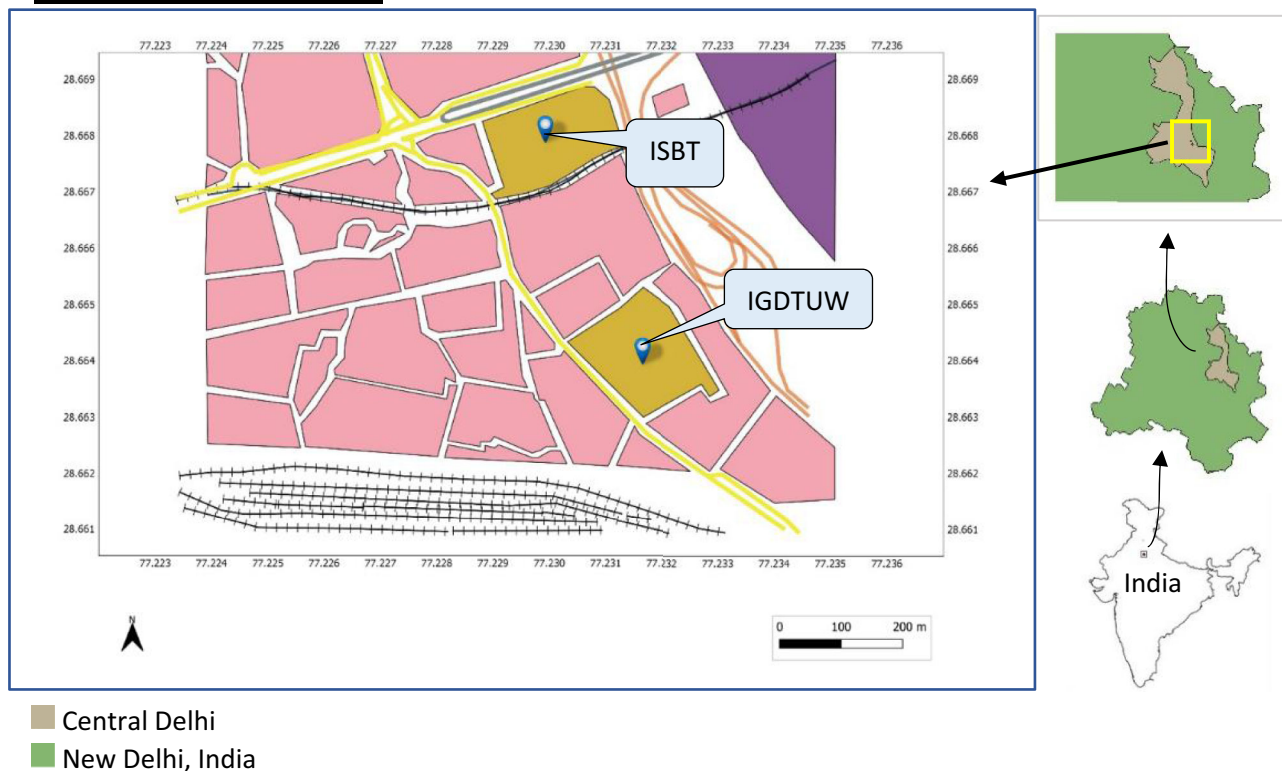 77.223 77.224 77.225 77.226 77.227 77.228 77.229 77.230 77.231 77.232 77.233 77.234 77.235 77.236
28.669 28.669
28.668 28.668
ISBT
28.667 28.667
28.666 28.666
28.665 28.665
IGDTUW
28.664 28.664
28.663 28.663
28.662 28.662
28.661 28.661
77.223 77.224 77.225 77.226 77.227 77.228 77.229 77.230 77.231 77.232 77.233 77.234 77.235 77.236
N
0 100 200 m
India
Central Delhi
New Delhi, India